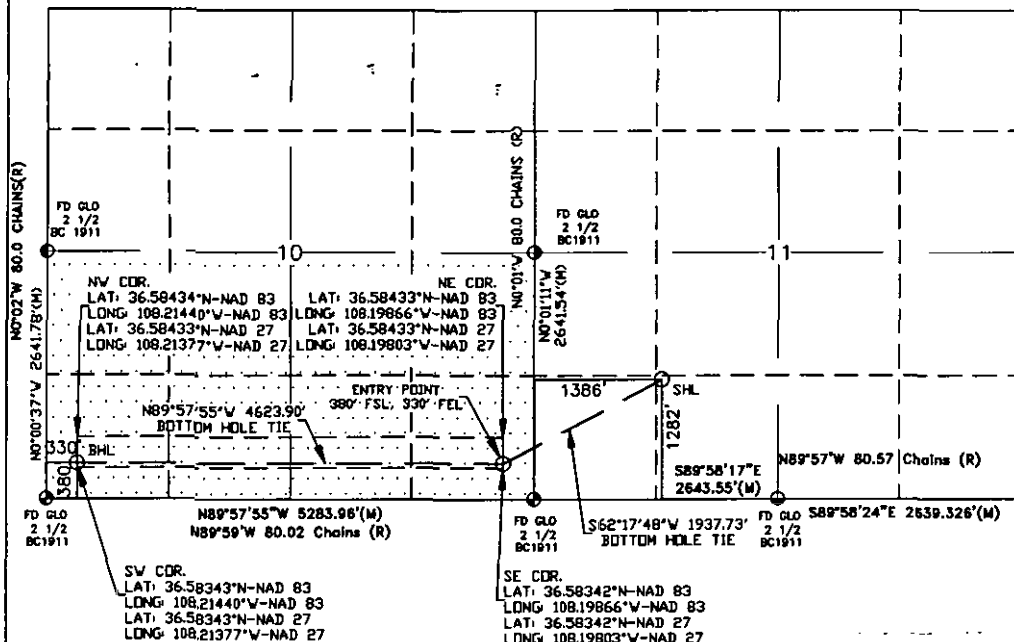 N0°02'W 80.0 CHAINS(R)
N0°00'37"W 2641.78'(M)
FD GLO
2 1/2
BC 1911
10
N0°01'W 80.0 CHAINS (R)
N0°01'11"W
2641.54'(M)
FD GLO
2 1/2
BC1911
11
NW COR.
LAT: 36.58434°N-NAD 83
LONG: 108.21440°W-NAD 83
LAT: 36.58433°N-NAD 27
LONG: 108.21377°W-NAD 27
NE COR.
LAT: 36.58433°N-NAD 83
LONG: 108.19866°W-NAD 83
LAT: 36.58433°N-NAD 27
LONG: 108.19803°W-NAD 27
ENTRY POINT
380' FSL, 330' FEL
N89°57'55"W 4623.90'
BOTTOM HOLE TIE
1386'
SHL
1282'
330'
BHL
380'
S89°58'17"E
2643.55'(M)
N89°57'W 80.57 Chains (R)
FD GLO
2 1/2
BC1911
N89°57'55"W 5283.96'(M)
N89°59'W 80.02 Chains (R)
FD GLO
2 1/2
BC1911
S62°17'48"W 1937.73'
BOTTOM HOLE TIE
FD GLO
2 1/2
BC1911
S89°58'24"E 2639.326'(M)
SW COR.
LAT: 36.58343°N-NAD 83
LONG: 108.21440°W-NAD 83
LAT: 36.58343°N-NAD 27
LONG: 108.21377°W-NAD 27
SE COR.
LAT: 36.58342°N-NAD 83
LONG: 108.19866°W-NAD 83
LAT: 36.58342°N-NAD 27
LONG: 108.19803°W-NAD 27